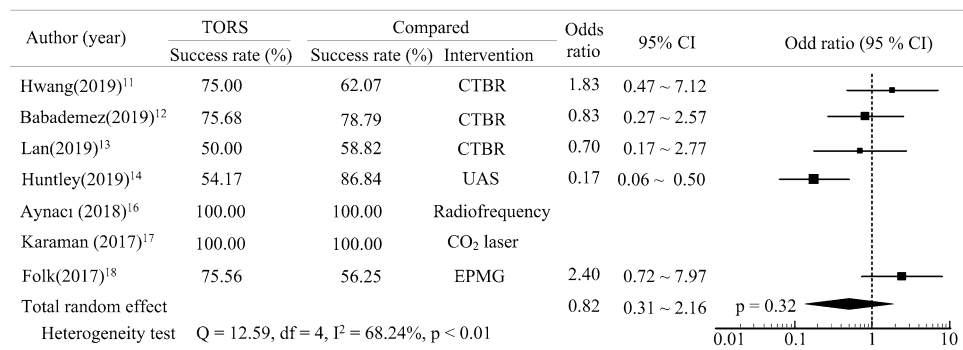 Author (year) TORS Compared Odds ratio 95% CI Odd ratio (95 % CI)
Success rate (%) Success rate (%) Intervention
Hwang(2019)11 75.00 62.07 CTBR 1.83 0.47 ~ 7.12
Babademez(2019)12 75.68 78.79 CTBR 0.83 0.27 ~ 2.57
Lan(2019)13 50.00 58.82 CTBR 0.70 0.17 ~ 2.77
Huntley(2019)14 54.17 86.84 UAS 0.17 0.06 ~ 0.50
Aynacı (2018)16 100.00 100.00 Radiofrequency
Karaman (2017)17 100.00 100.00 CO2 laser
Folk(2017)18 75.56 56.25 EPMG 2.40 0.72 ~ 7.97
Total random effect 0.82 0.31 ~ 2.16 p = 0.32
Heterogeneity test Q = 12.59, df = 4, I2 = 68.24%, p < 0.01
0.01 0.1 1 10